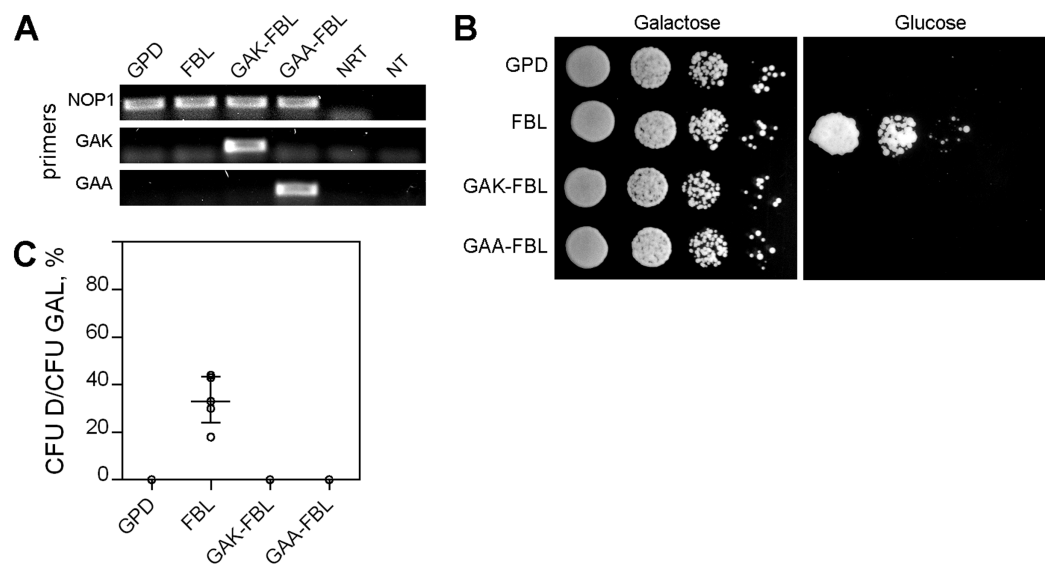 A
GPD FBL GAK-FBL GAA-FBL NRT NT
primers
NOP1
GAK
GAA
B
Galactose Glucose
GPD
FBL
GAK-FBL
GAA-FBL
C
CFU D/CFU GAL, %
80
60
40
20
0
GPD FBL GAK-FBL GAA-FBL